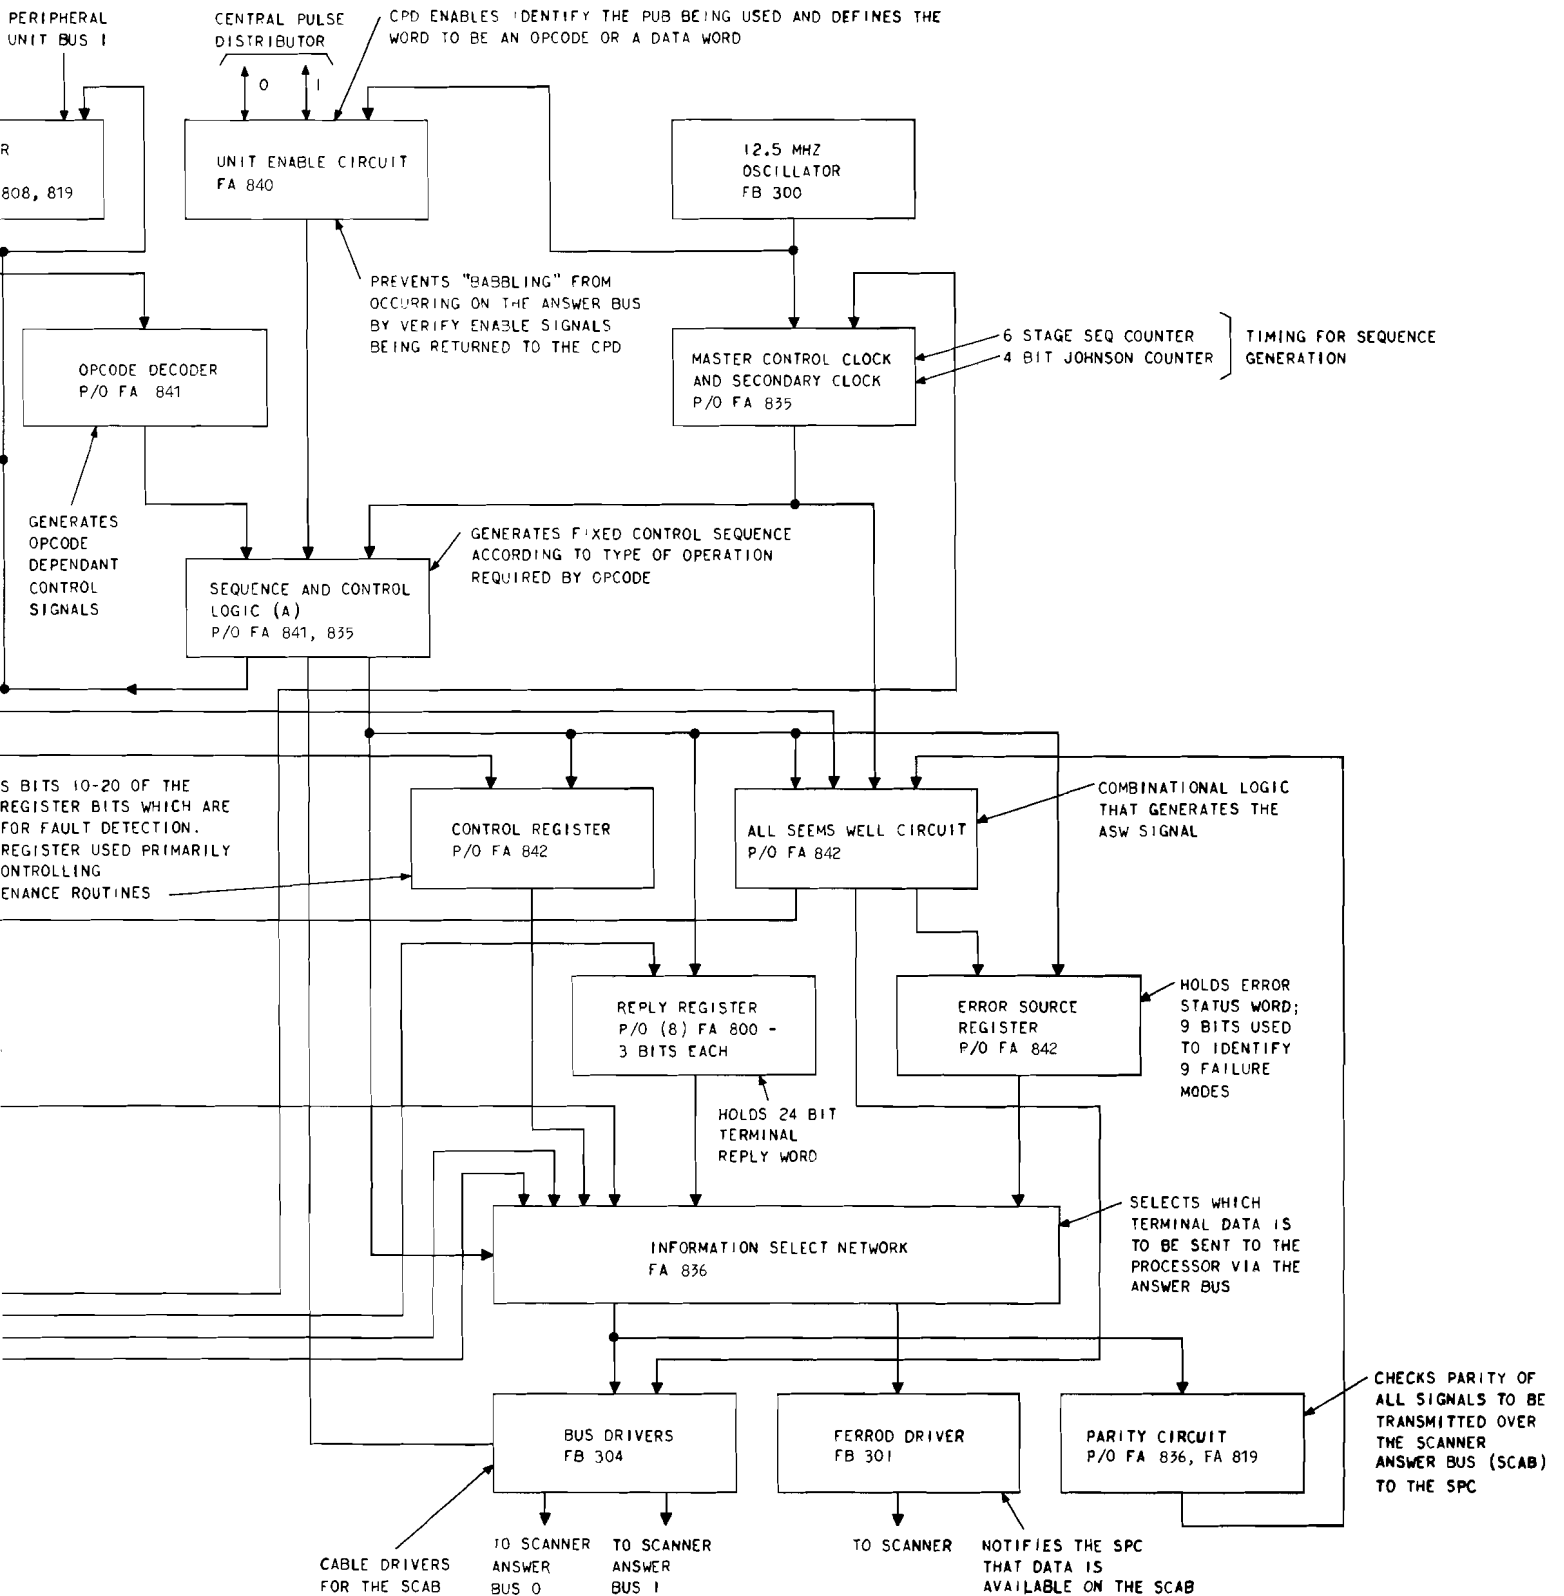 PERIPHERAL
UNIT BUS 1
CENTRAL PULSE
DISTRIBUTOR
0
1
CPD ENABLES IDENTIFY THE PUB BEING USED AND DEFINES THE
WORD TO BE AN OPCODE OR A DATA WORD
R
808, 819
UNIT ENABLE CIRCUIT
FA 840
12.5 MHZ
OSCILLATOR
FB 300
PREVENTS "BABBLING" FROM
OCCURRING ON THE ANSWER BUS
BY VERIFY ENABLE SIGNALS
BEING RETURNED TO THE CPD
OPCODE DECODER
P/O FA 841
MASTER CONTROL CLOCK
AND SECONDARY CLOCK
P/O FA 835
6 STAGE SEQ COUNTER
4 BIT JOHNSON COUNTER
TIMING FOR SEQUENCE
GENERATION
GENERATES
OPCODE
DEPENDANT
CONTROL
SIGNALS
GENERATES FIXED CONTROL SEQUENCE
ACCORDING TO TYPE OF OPERATION
REQUIRED BY OPCODE
SEQUENCE AND CONTROL
LOGIC (A)
P/O FA 841, 835
S BITS 10-20 OF THE
REGISTER BITS WHICH ARE
FOR FAULT DETECTION.
REGISTER USED PRIMARILY
ONTROLLING
ENANCE ROUTINES
CONTROL REGISTER
P/O FA 842
ALL SEEMS WELL CIRCUIT
P/O FA 842
COMBINATIONAL LOGIC
THAT GENERATES THE
ASW SIGNAL
REPLY REGISTER
P/O (8) FA 800 -
3 BITS EACH
ERROR SOURCE
REGISTER
P/O FA 842
HOLDS ERROR
STATUS WORD;
9 BITS USED
TO IDENTIFY
9 FAILURE
MODES
HOLDS 24 BIT
TERMINAL
REPLY WORD
INFORMATION SELECT NETWORK
FA 836
SELECTS WHICH
TERMINAL DATA IS
TO BE SENT TO THE
PROCESSOR VIA THE
ANSWER BUS
BUS DRIVERS
FB 304
FERROD DRIVER
FB 301
PARITY CIRCUIT
P/O FA 836, FA 819
CHECKS PARITY OF
ALL SIGNALS TO BE
TRANSMITTED OVER
THE SCANNER
ANSWER BUS (SCAB)
TO THE SPC
CABLE DRIVERS
FOR THE SCAB
TO SCANNER
ANSWER
BUS 0
TO SCANNER
ANSWER
BUS 1
TO SCANNER
NOTIFIES THE SPC
THAT DATA IS
AVAILABLE ON THE SCAB